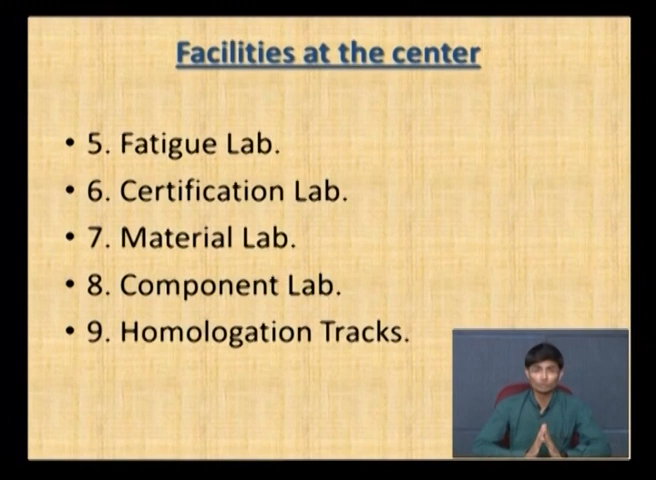 Facilities at the center
• 5. Fatigue Lab.
• 6. Certification Lab.
• 7. Material Lab.
• 8. Component Lab.
• 9. Homologation Tracks.